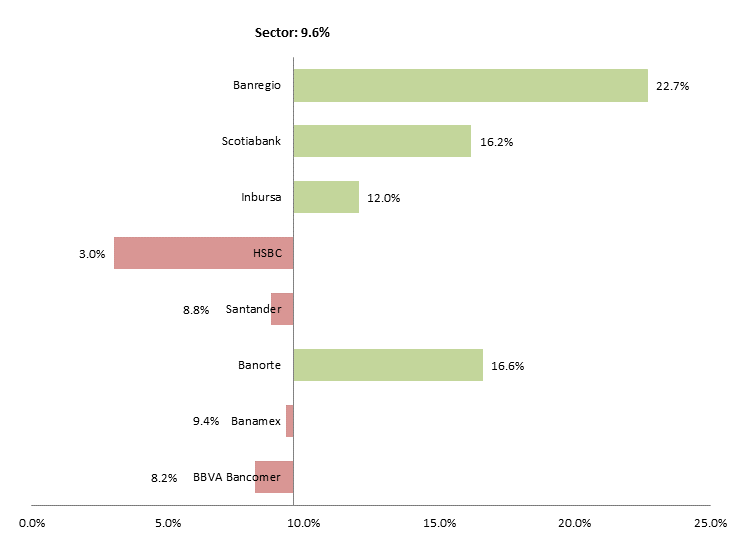 Sector: 9.6%
Banregio 22.7%
Scotiabank 16.2%
Inbursa 12.0%
3.0% HSBC
8.8% Santander
Banorte 16.6%
9.4% Banamex
8.2% BBVA Bancomer
0.0% 5.0% 10.0% 15.0% 20.0% 25.0%